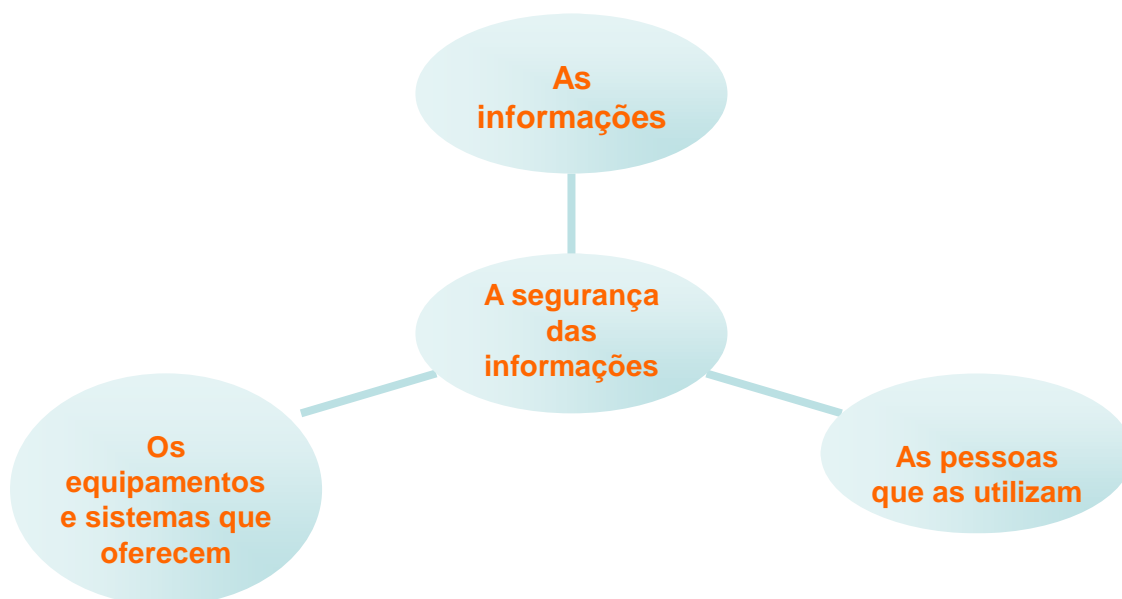 As
informações
A segurança
das
informações
Os
equipamentos
e sistemas que
oferecem
As pessoas
que as utilizam